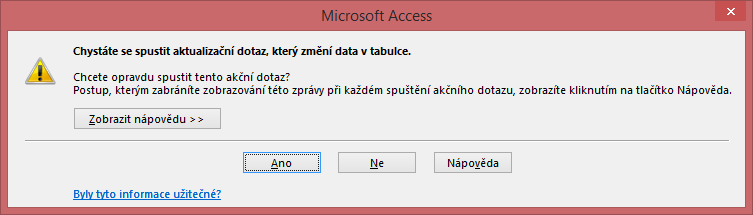 Microsoft Access
Chystáte se spustit aktualizační dotaz, který změní data v tabulce.
Chcete opravdu spustit tento akční dotaz?
Postup, kterým zabráníte zobrazování této zprávy při každém spuštění akčního dotazu, zobrazíte kliknutím na tlačítko Nápověda.
Zobrazit nápovědu >>
Ano Ne Nápověda
Byly tyto informace užitečné?